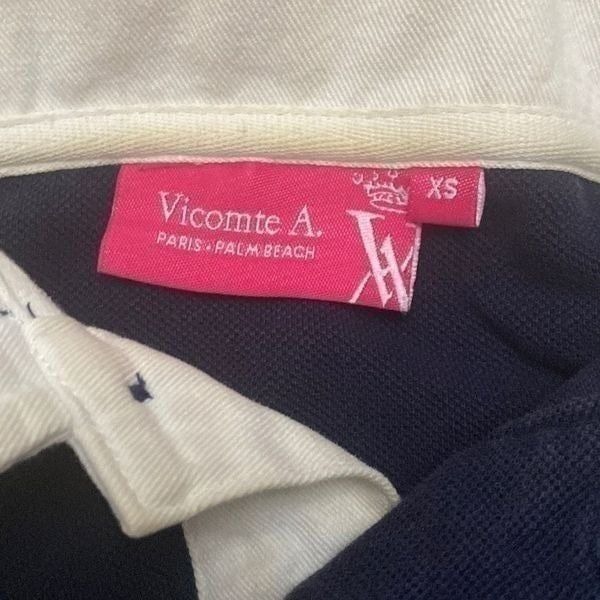 Vicomte A.
PARIS • PALM BEACH
XS